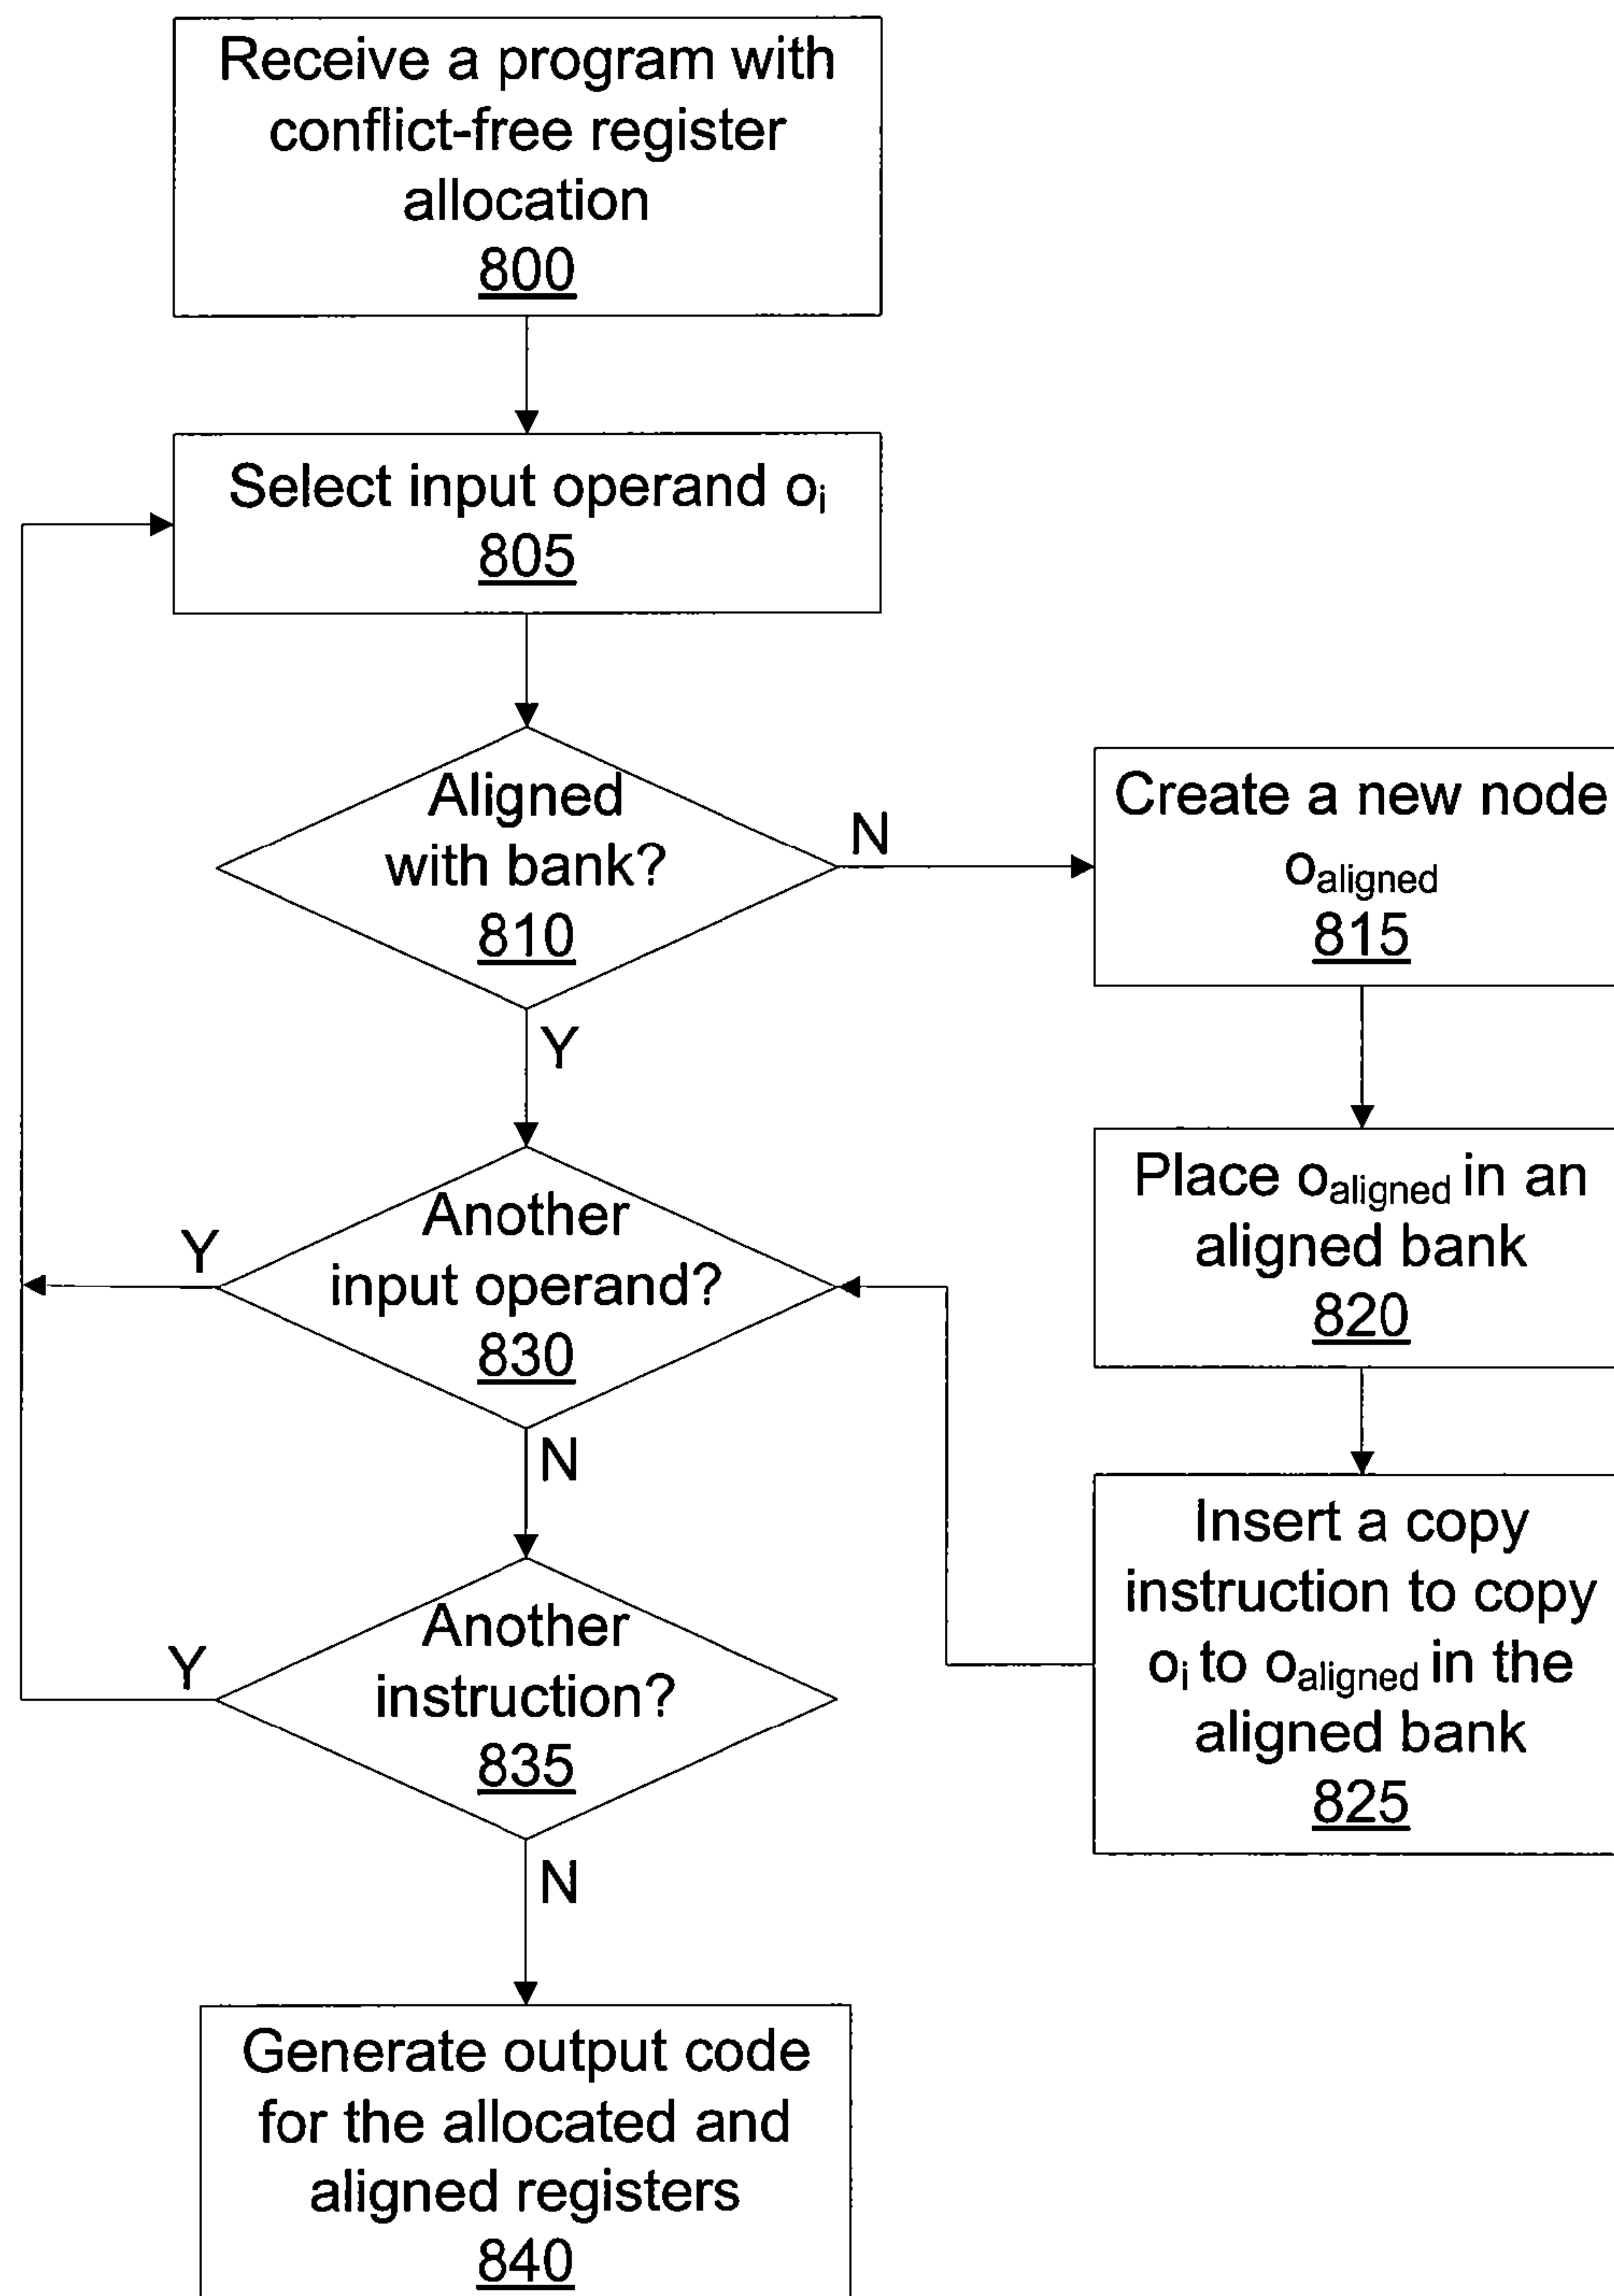 Receive a program with
conflict-free register
allocation
800
Select input operand oi
805
Aligned
with bank?
810
N
Y
Create a new node
oaligned
815
Place oaligned in an
aligned bank
820
Insert a copy
instruction to copy
oi to oaligned in the
aligned bank
825
Another
input operand?
830
Y
N
Another
instruction?
835
Y
N
Generate output code
for the allocated and
aligned registers
840